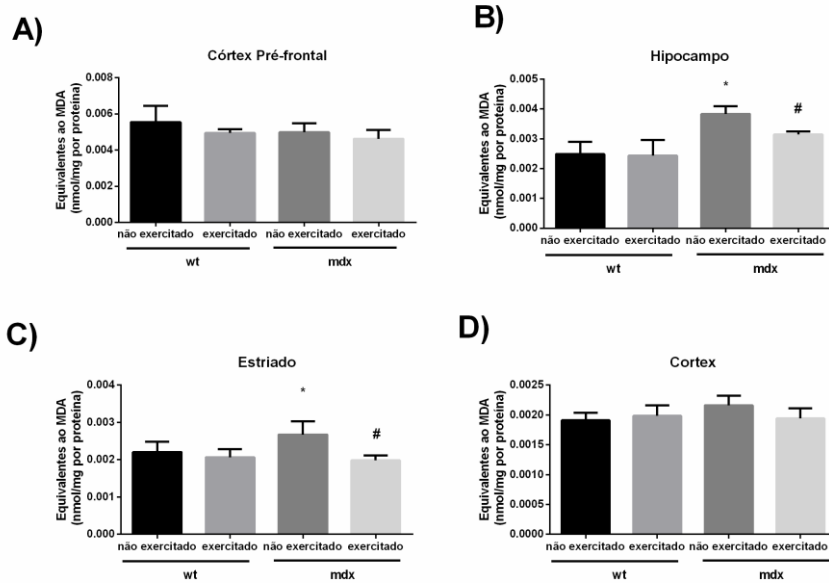 A)
Córtex Pré-frontal
Equivalentes ao MDA
(nmol/mg por proteina)
0.008
0.006
0.004
0.002
0.000
não exercitado exercitado não exercitado exercitado
wt mdx
B)
Hipocampo
Equivalentes ao MDA
(nmol/mg por proteina)
0.005
0.004
0.003
0.002
0.001
0.000
*
#
não exercitado exercitado não exercitado exercitado
wt mdx
C)
Estriado
Equivalentes ao MDA
(nmol/mg por proteina)
0.004
0.003
0.002
0.001
0.000
*
#
não exercitado exercitado não exercitado exercitado
wt mdx
D)
Cortex
Equivalentes ao MDA
(nmol/mg por proteina)
0.0025
0.0020
0.0015
0.0010
0.0005
0.0000
não exercitado exercitado não exercitado exercitado
wt mdx